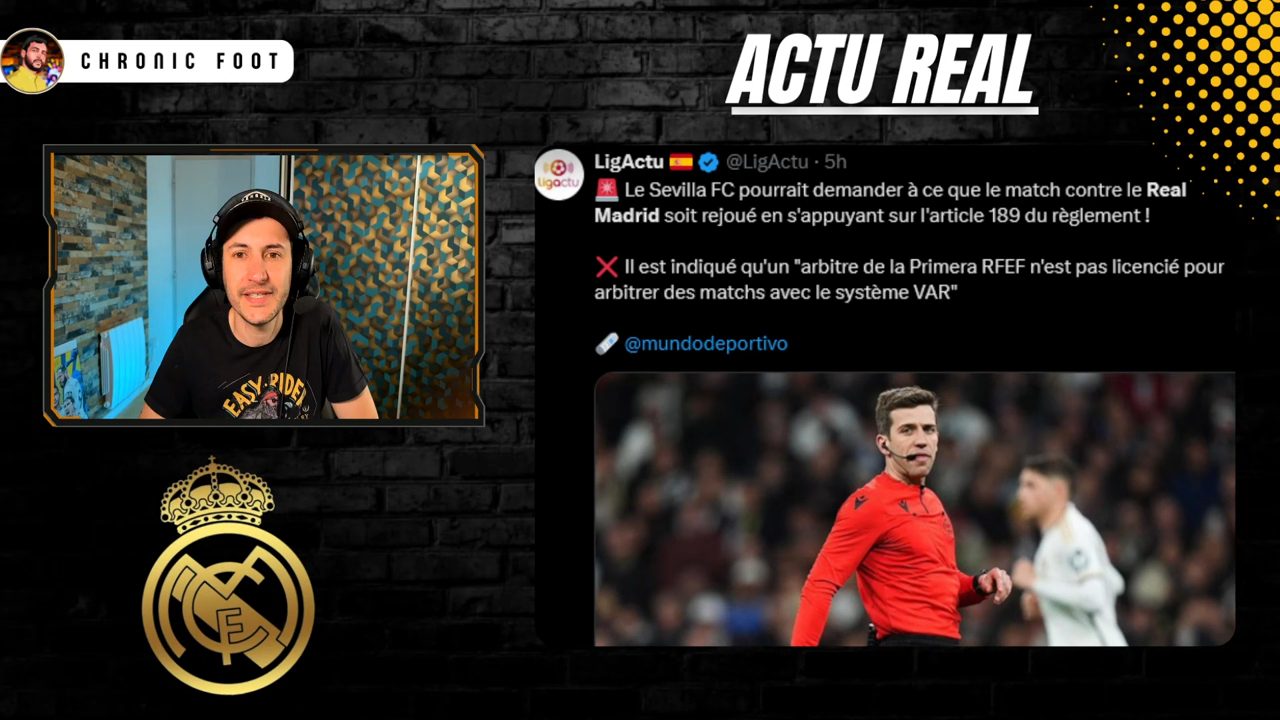 CHRONIC FOOT
ACTU REAL
LigActu 🇪🇸 @LigActu · 5h
🚨 Le Sevilla FC pourrait demander à ce que le match contre le Real
Madrid soit rejoué en s'appuyant sur l'article 189 du règlement !
❌ Il est indiqué qu'un "arbitre de la Primera RFEF n'est pas licencié pour
arbitrer des matchs avec le système VAR"
🗞️ @mundodeportivo
ligactu
EASY RIDER